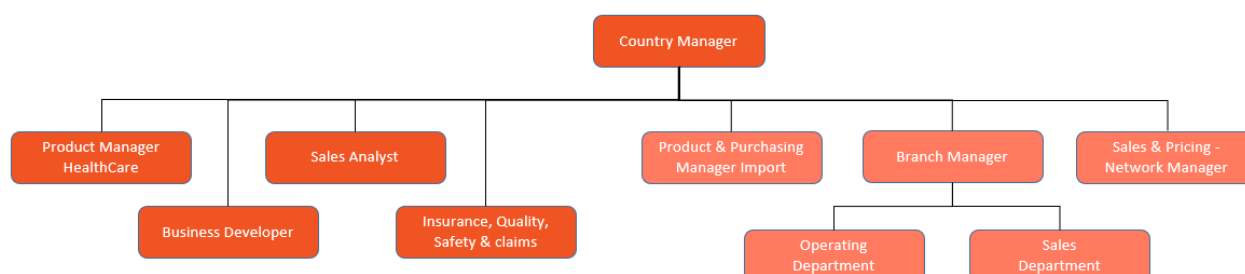 Country Manager
Product Manager
HealthCare
Sales Analyst
Product & Purchasing
Manager Import
Branch Manager
Sales & Pricing -
Network Manager
Business Developer
Insurance, Quality,
Safety & claims
Operating
Department
Sales
Department